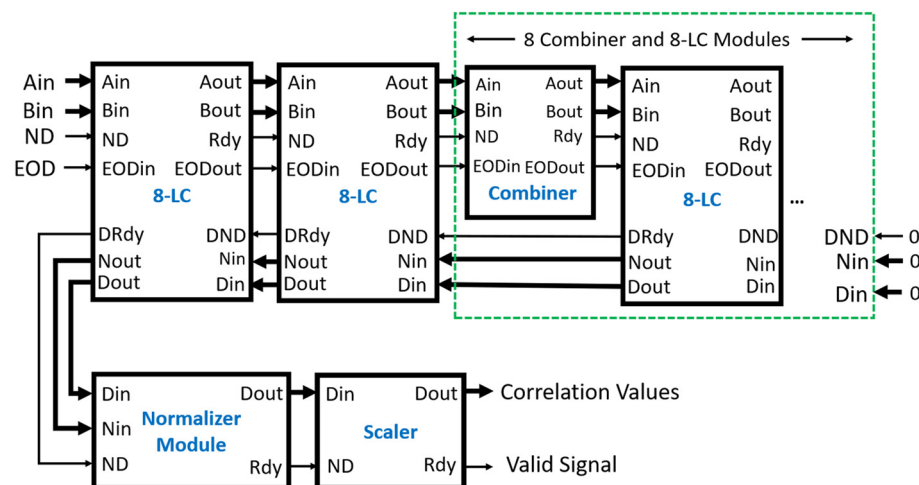 8 Combiner and 8-LC Modules
Ain
Bin
ND
EOD
Ain Aout
Bin Bout
ND Rdy
EODin EODout
8-LC
DRdy DND
Nout Nin
Dout Din
Ain Aout
Bin Bout
ND Rdy
EODin EODout
8-LC
DRdy DND
Nout Nin
Dout Din
Ain Aout
Bin Bout
ND Rdy
EODin EODout
Combiner
Ain Aout
Bin Bout
ND Rdy
EODin EODout
8-LC
DRdy DND
Nout Nin
Dout Din
...
DND 0
Nin 0
Din 0
Din Dout
Normalizer
Nin Module
ND Rdy
Din Dout
Scaler
ND Rdy
Correlation Values
Valid Signal